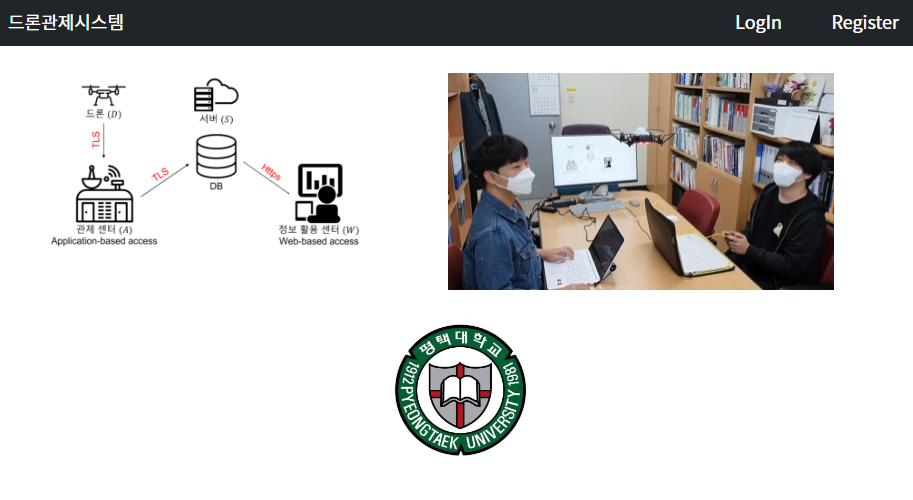 드론관제시스템
LogIn
Register
드론 (D)
서버 (S)
TLS
TLS
DB
Https
관제 센터 (A)
Application-based access
정보 활용 센터 (W)
Web-based access
평택대학교
1912 PYEONGTAEK UNIVERSITY 1981